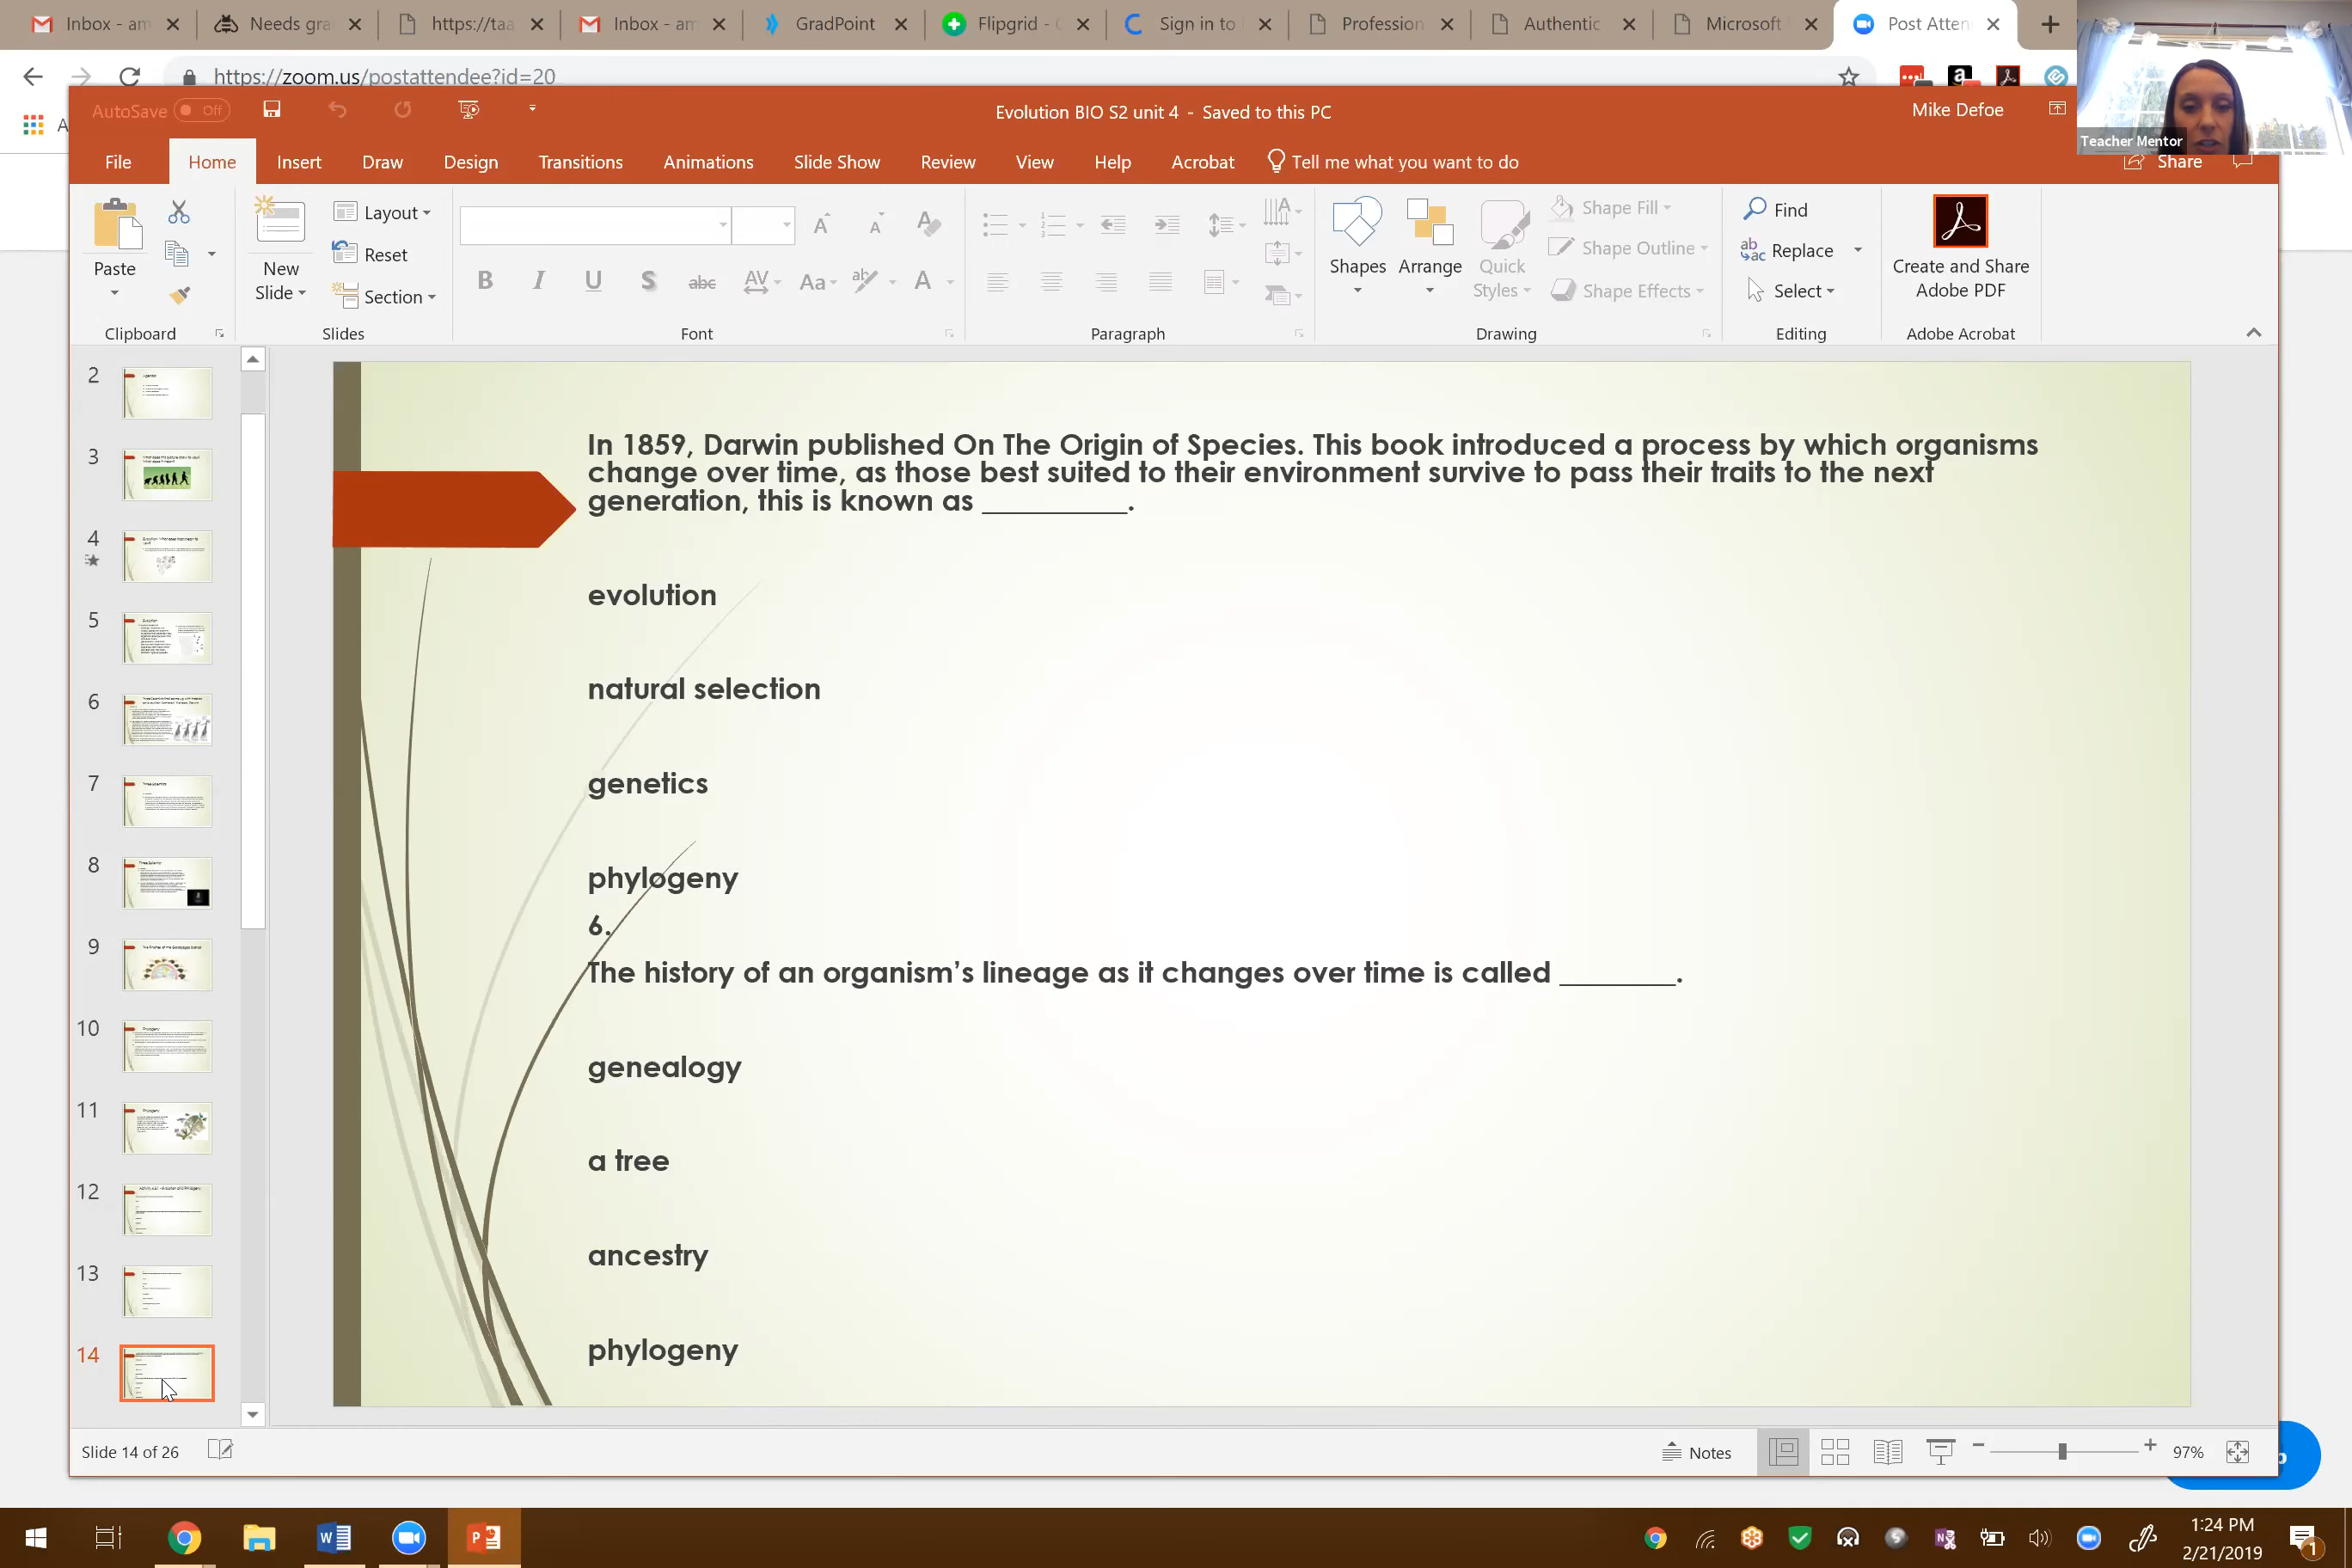 Inbox - am
Needs gra
https://taa
Inbox - am
GradPoint
Flipgrid - C
Sign in to
Profession
Authentic
Microsoft
Post Atten
https://zoom.us/postattendee?id=20
Teacher Mentor
AutoSave Off
Evolution BIO S2 unit 4 - Saved to this PC
Mike Defoe
File Home Insert Draw Design Transitions Animations Slide Show Review View Help Acrobat Tell me what you want to do Share
Paste
Clipboard
New
Slide
Layout
Reset
Section
Slides
Font
Paragraph
Shapes
Arrange
Quick
Styles
Shape Fill
Shape Outline
Shape Effects
Drawing
Find
Replace
Select
Editing
Create and Share
Adobe PDF
Adobe Acrobat
2
3
4
5
6
7
8
9
10
11
12
13
14
In 1859, Darwin published On The Origin of Species. This book introduced a process by which organisms
change over time, as those best suited to their environment survive to pass their traits to the next
generation, this is known as __________.
evolution
natural selection
genetics
phylogeny
6.
The history of an organism’s lineage as it changes over time is called ________.
genealogy
a tree
ancestry
phylogeny
Slide 14 of 26
Notes
97%
1:24 PM
2/21/2019